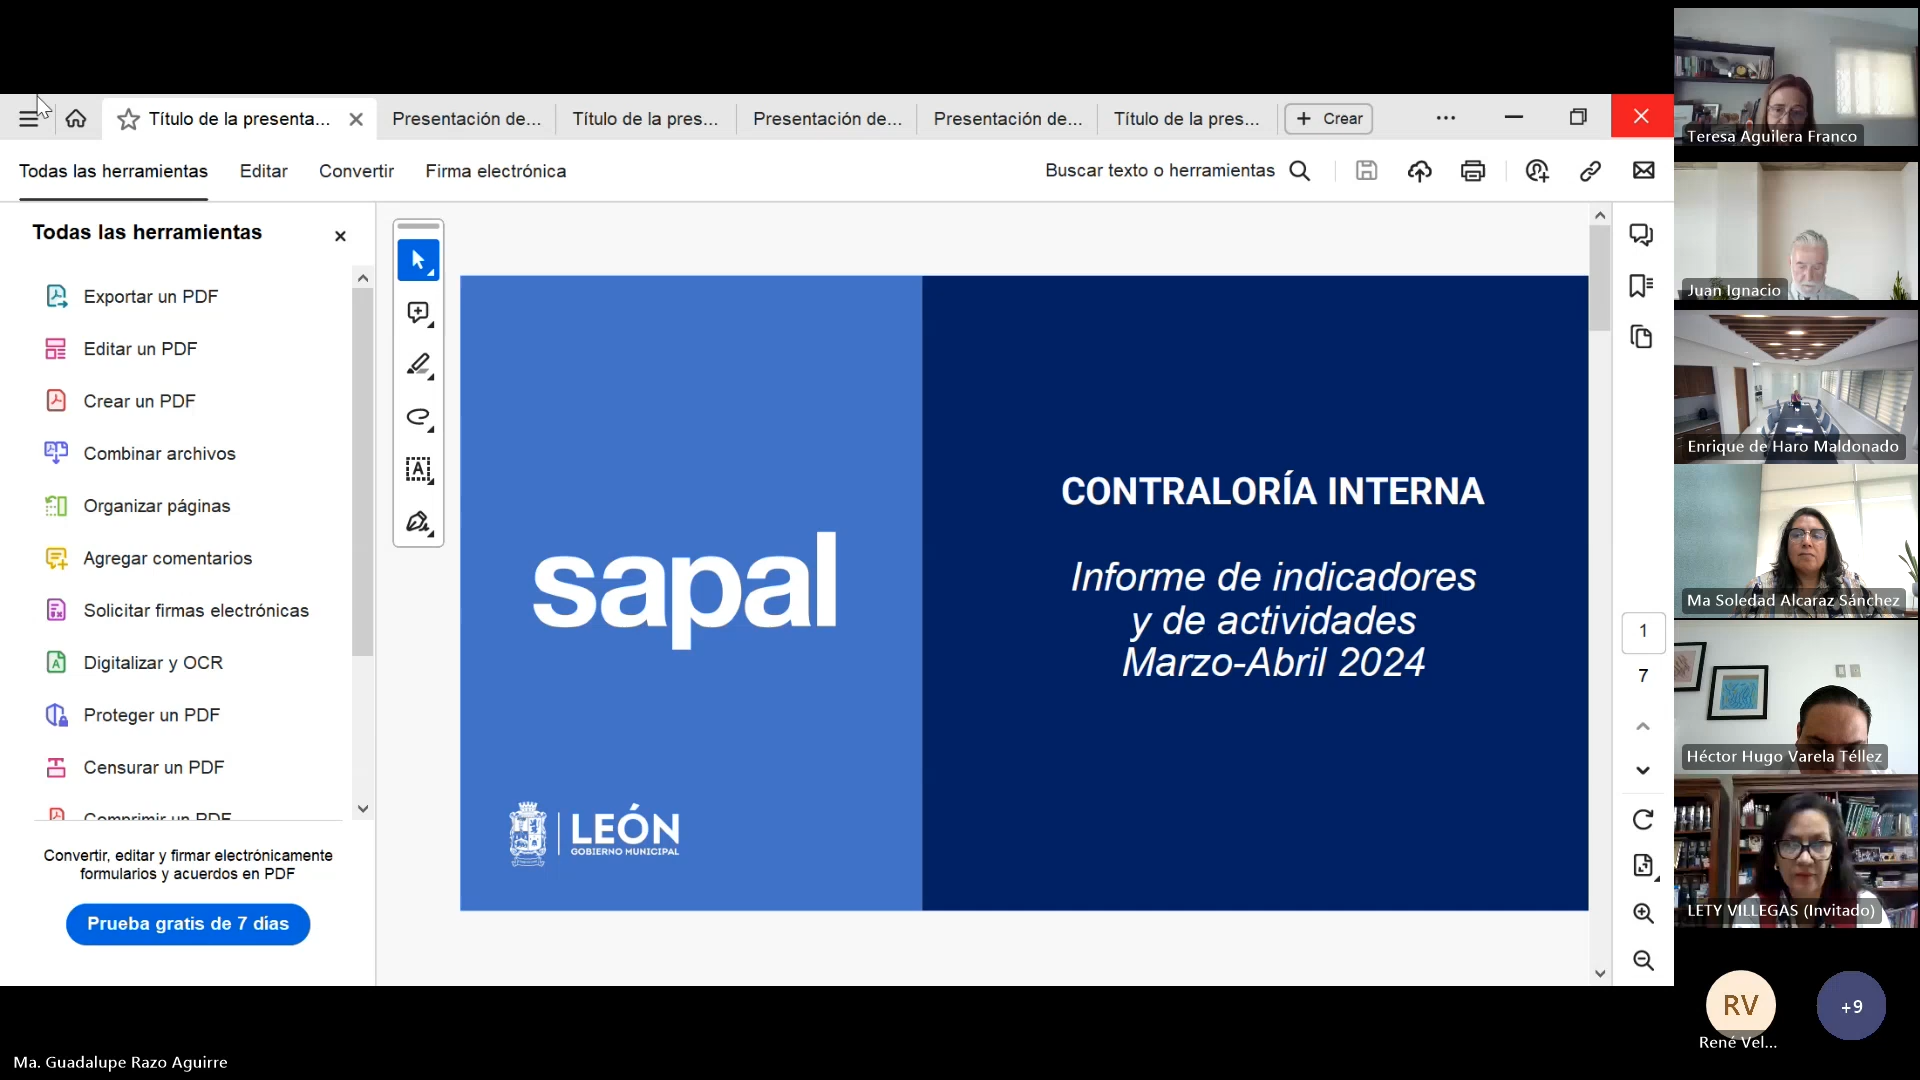 Título de la presenta...
Presentación de...
Título de la pres...
Presentación de...
Presentación de...
Título de la pres...
Crear
Todas las herramientas
Editar
Convertir
Firma electrónica
Buscar texto o herramientas
Todas las herramientas
Exportar un PDF
Editar un PDF
Crear un PDF
Combinar archivos
Organizar páginas
Agregar comentarios
Solicitar firmas electrónicas
Digitalizar y OCR
Proteger un PDF
Censurar un PDF
Comprimir un PDF
Convertir, editar y firmar electrónicamente
formularios y acuerdos en PDF
Prueba gratis de 7 días
sapal
LEÓN
GOBIERNO MUNICIPAL
CONTRALORÍA INTERNA
Informe de indicadores
y de actividades
Marzo-Abril 2024
1
7
Teresa Aguilera Franco
Juan Ignacio
Enrique de Haro Maldonado
Ma Soledad Alcaraz Sánchez
Héctor Hugo Varela Téllez
LETY VILLEGAS (Invitado)
RV
+9
René Vel...
Ma. Guadalupe Razo Aguirre